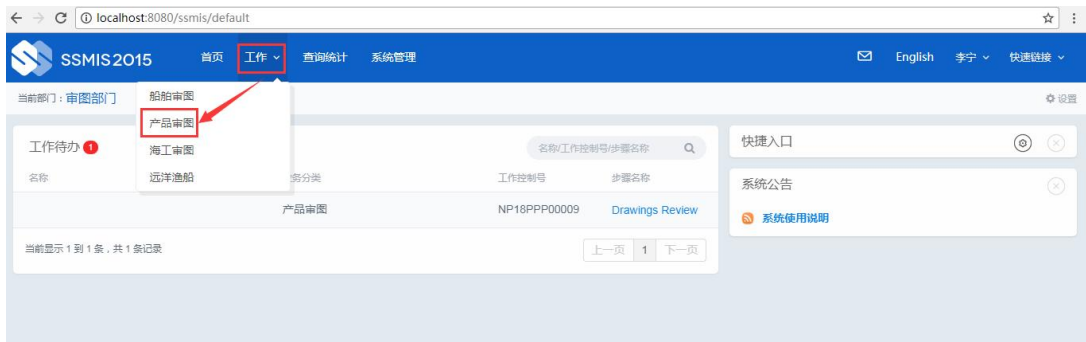 localhost:8080/ssmis/default
SSMIS2015 首页 工作 查询统计 系统管理 English 李宁 快速链接
当前部门：审图部门 设置
船舶审图
产品审图
海工审图
远洋渔船
工作待办 1 名称/工作控制号/步骤名称
名称 务分类 工作控制号 步骤名称
产品审图 NP18PPP00009 Drawings Review
当前显示 1 到 1 条，共 1 条记录 上一页 1 下一页
快捷入口
系统公告
系统使用说明